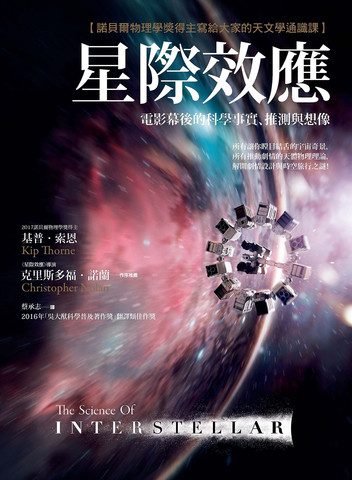 【諾貝爾物理學獎得主寫給大家的天文學通識課】
星際效應
電影幕後的科學事實、推測與想像
所有讓你瞠目結舌的宇宙奇景,
所有推動劇情的天體物理理論,
解開劇情設計與時空旅行之謎!
2017諾貝爾物理學獎得主
基普·索恩
Kip Thorne
《星際效應》導演
克里斯多福·諾蘭
Christopher Nolan
蔡承志—譯
2016年「吳大猷科學普及著作獎」翻譯類佳作獎
The Science Of
INTERSTELLAR